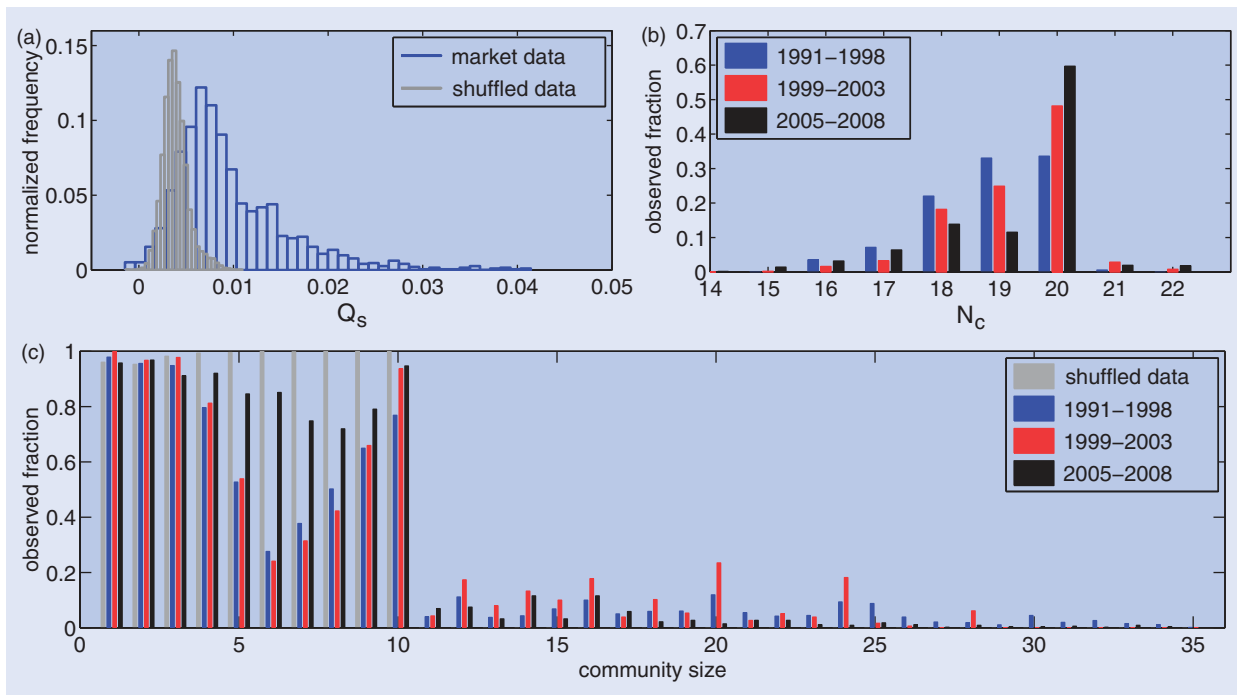 (a)
0.15
0.10
0.05
0
normalized frequency
market data
shuffled data
0 0.01 0.02 0.03 0.04 0.05
Qs
(b)
0.7
0.6
0.5
0.4
0.3
0.2
0.1
0
observed fraction
1991–1998
1999–2003
2005–2008
14 15 16 17 18 19 20 21 22
Nc
(c)
1
0.8
0.6
0.4
0.2
0
observed fraction
shuffled data
1991–1998
1999–2003
2005–2008
0 5 10 15 20 25 30 35
community size